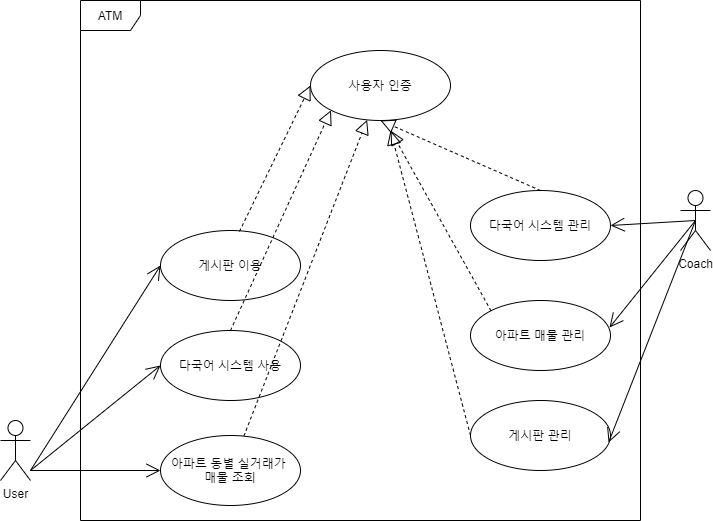 ATM
사용자 인증
다국어 시스템 관리
게시판 이용
Coach
아파트 매물 관리
다국어 시스템 사용
게시판 관리
아파트 동별 실거래가
매물 조회
User